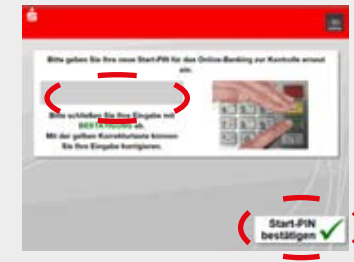 Bitte geben Sie Ihre neue Start-PIN für das Online-Banking zur Kontrolle erneut
ein.
Bitte schließen Sie Ihre Eingabe mit
BESTÄTIGUNG ab.
Mit der gelben Korrekturtaste können
Sie Ihre Eingabe korrigieren.
Start-PIN
bestätigen